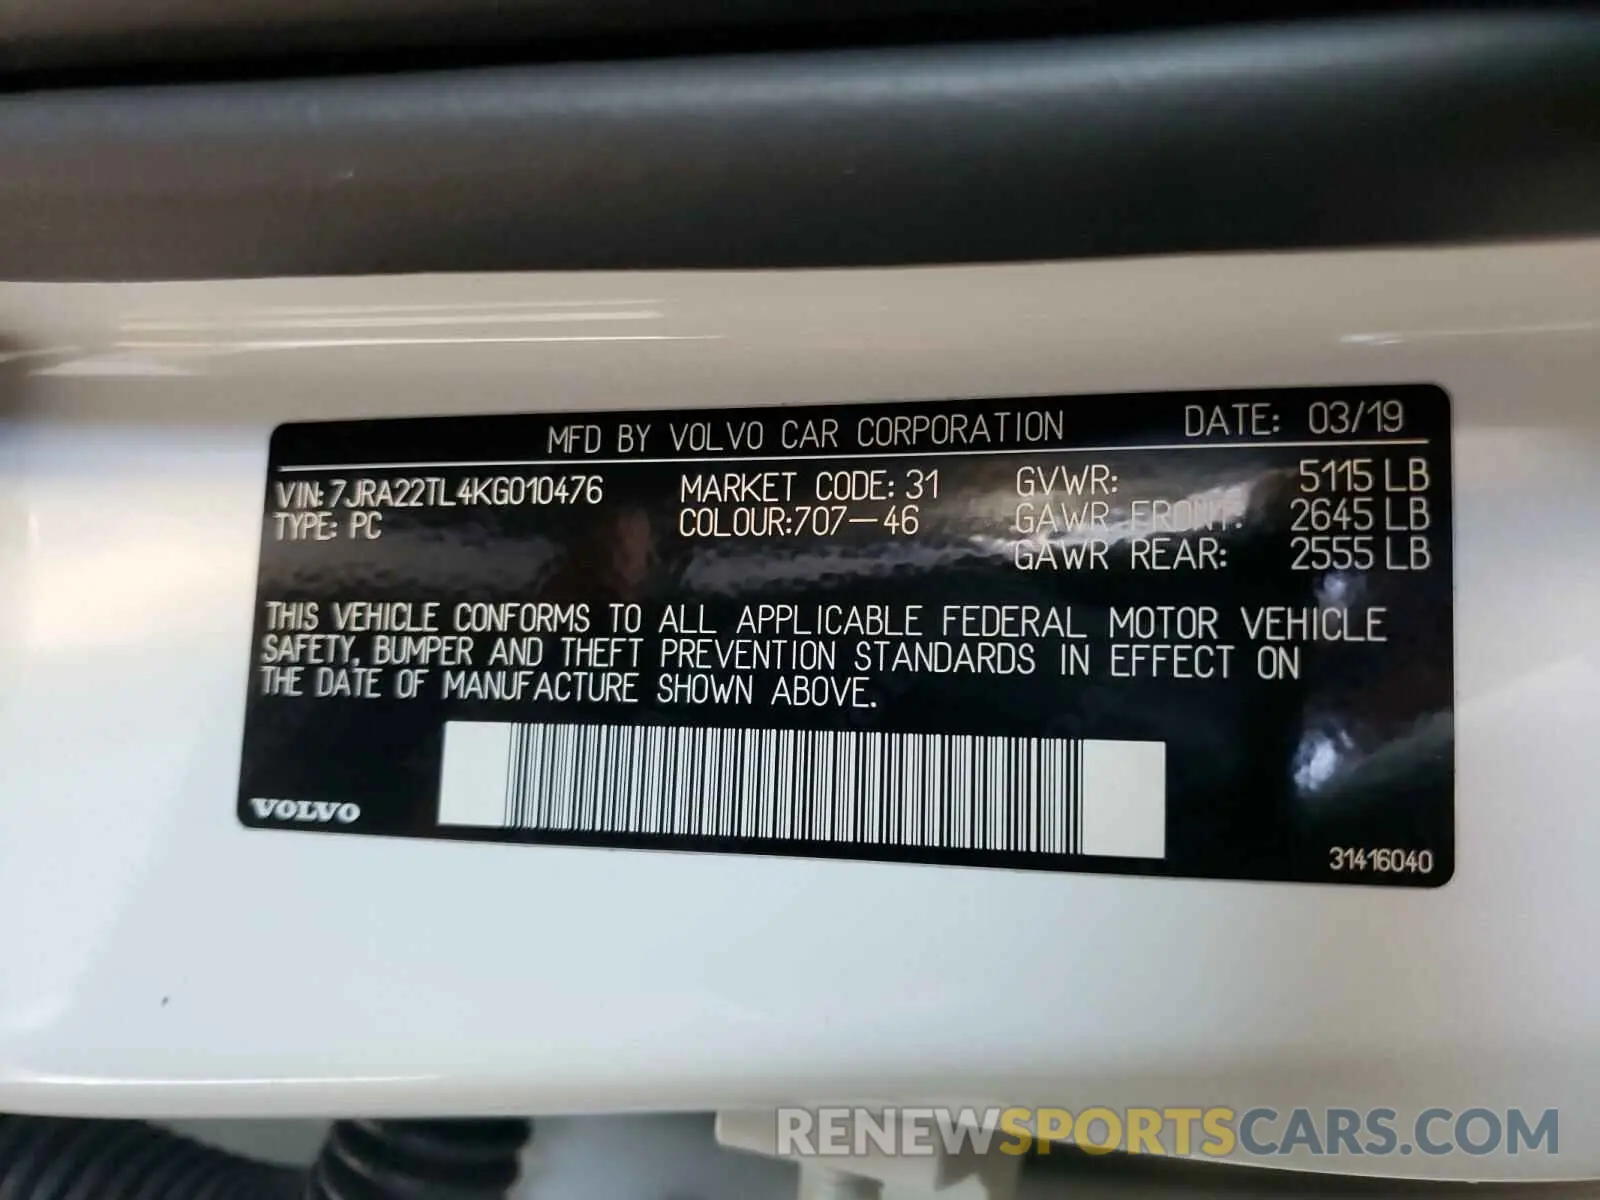 MFD BY VOLVO CAR CORPORATION DATE: 03/19
VIN: 7JRA22TL4KG010476 MARKET CODE: 31 GVWR: 5115 LB
TYPE: PC COLOUR:707-46 GAWR FRONT: 2645 LB
GAWR REAR: 2555 LB
THIS VEHICLE CONFORMS TO ALL APPLICABLE FEDERAL MOTOR VEHICLE
SAFETY, BUMPER AND THEFT PREVENTION STANDARDS IN EFFECT ON
THE DATE OF MANUFACTURE SHOWN ABOVE.
VOLVO
31416040
RENEWSPORTSCARS.COM